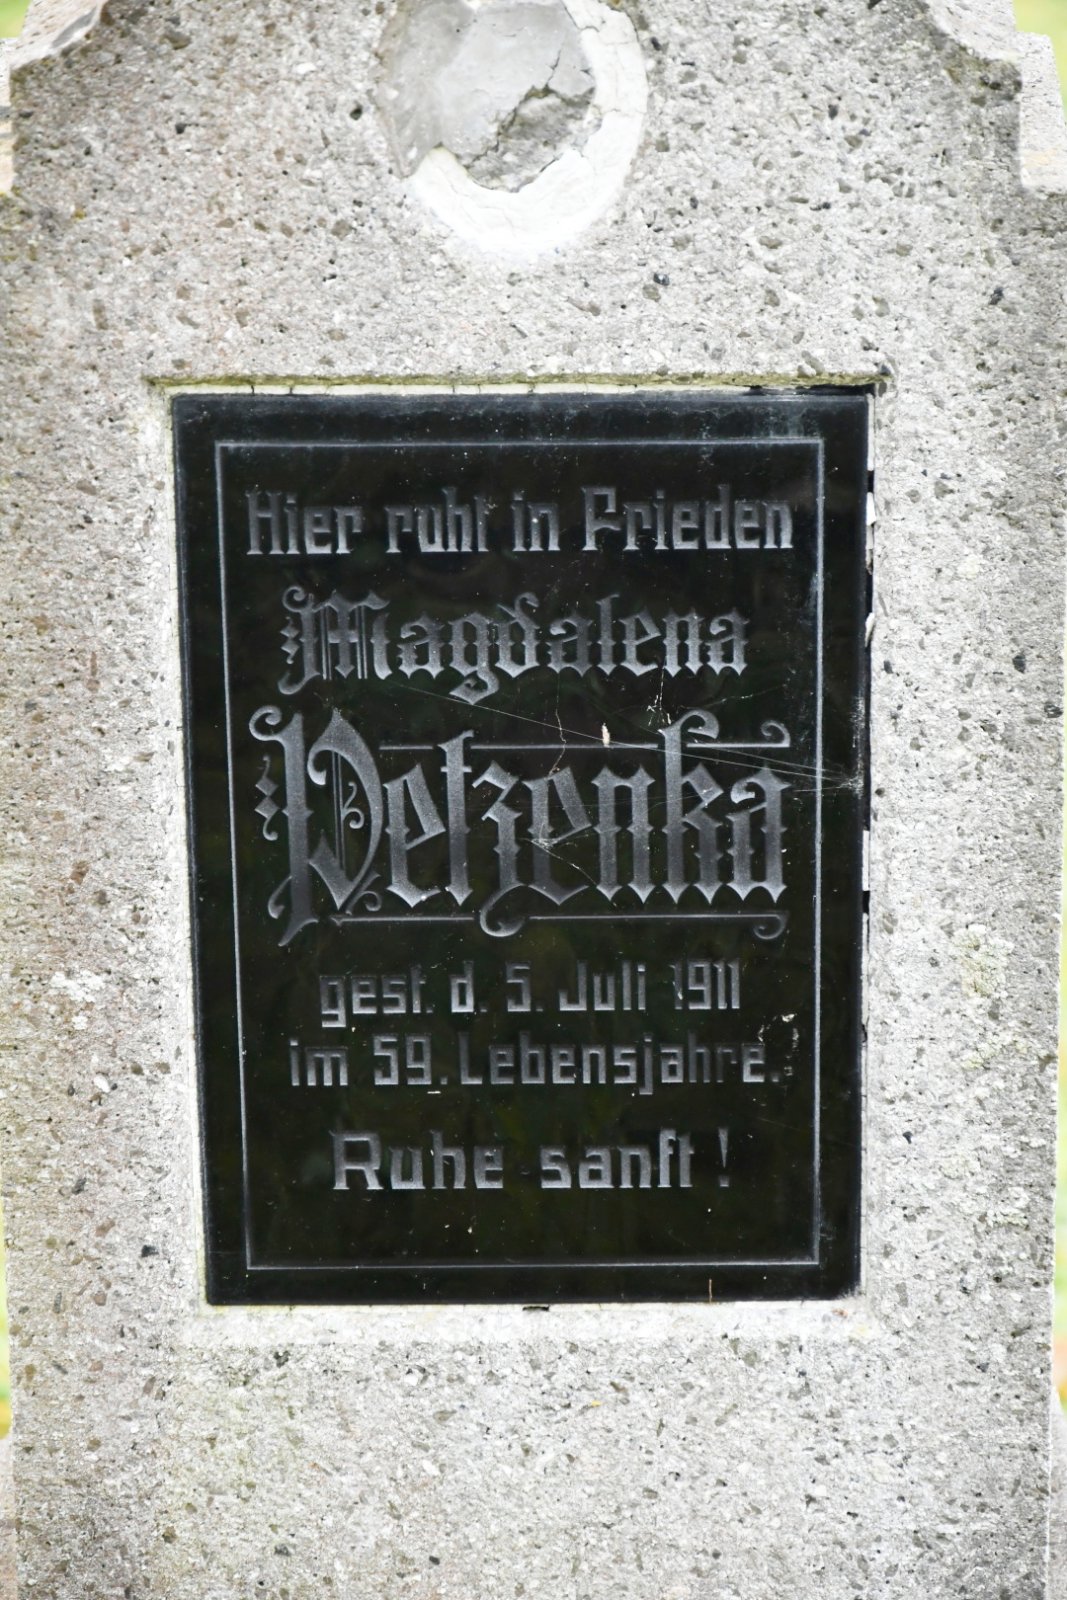 Hier ruht in Frieden
Magdalena
Petzenka
gest. d. 5. Juli 1911
im 59. Lebensjahre.
Ruhe sanft!